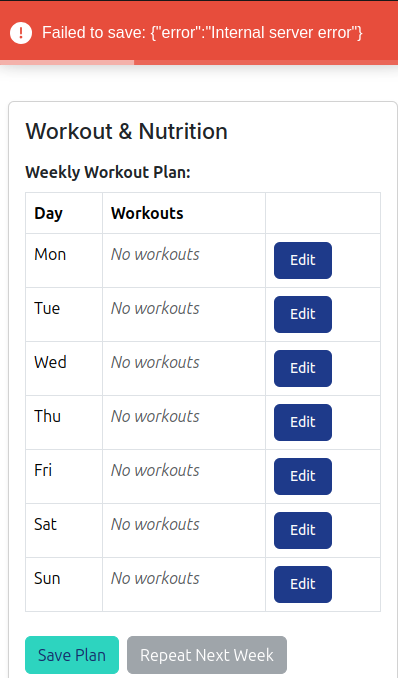 Failed to save: {"error":"Internal server error"}
Workout & Nutrition
Weekly Workout Plan:
Day Workouts
Mon No workouts Edit
Tue No workouts Edit
Wed No workouts Edit
Thu No workouts Edit
Fri No workouts Edit
Sat No workouts Edit
Sun No workouts Edit
Save Plan Repeat Next Week